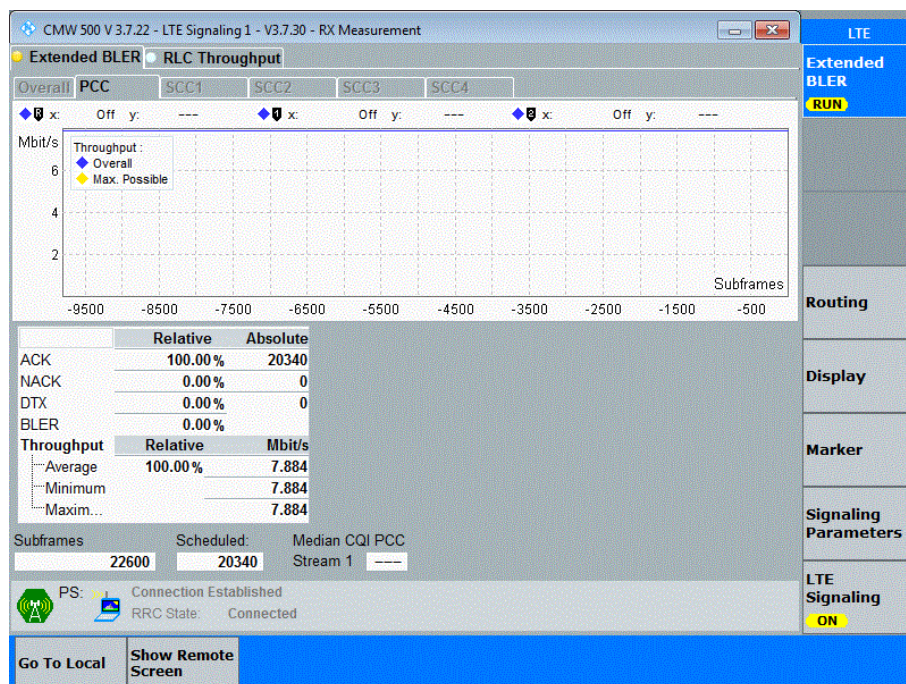 CMW 500 V 3.7.22 - LTE Signaling 1 - V3.7.30 - RX Measurement
LTE
Extended BLER RLC Throughput
Extended BLER
RUN
Overall PCC SCC1 SCC2 SCC3 SCC4
R x: Off y: --- 1 x: Off y: --- 2 x: Off y: ---
Mbit/s
Throughput :
Overall
Max. Possible
6
4
2
Subframes
-9500 -8500 -7500 -6500 -5500 -4500 -3500 -2500 -1500 -500
Routing
Relative Absolute
ACK 100.00 % 20340
NACK 0.00 % 0
DTX 0.00 % 0
BLER 0.00 %
Display
Throughput Relative Mbit/s
Average 100.00 % 7.884
Minimum 7.884
Maxim... 7.884
Marker
Signaling Parameters
Subframes Scheduled: Median CQI PCC
22600 20340 Stream 1 ---
PS: Connection Established
RRC State: Connected
LTE Signaling
ON
Go To Local
Show Remote Screen